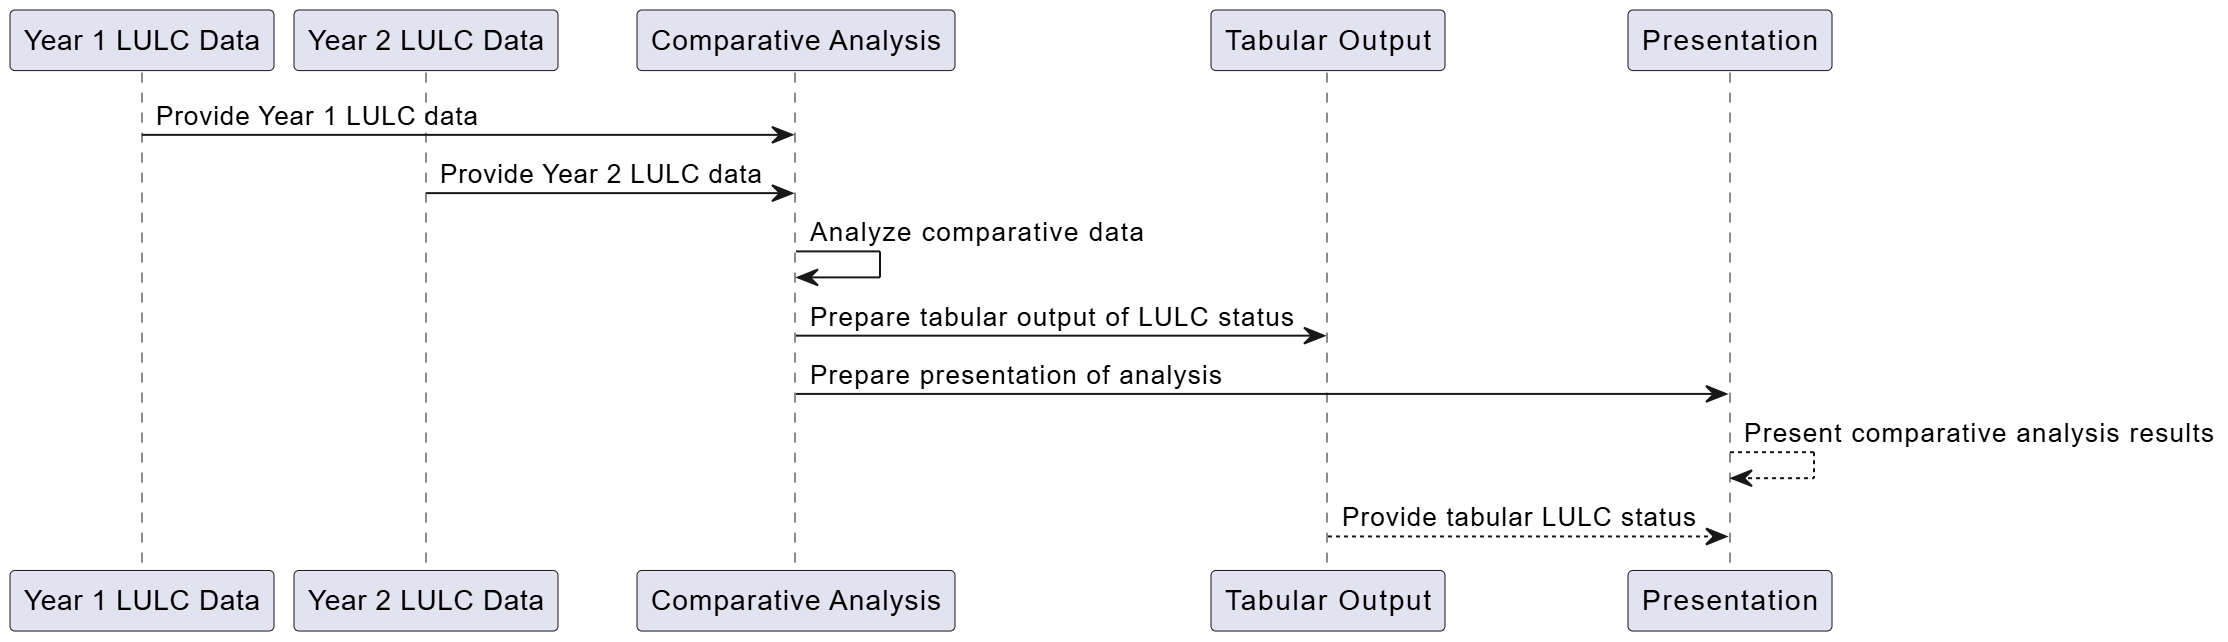 Year 1 LULC Data
Year 2 LULC Data
Comparative Analysis
Tabular Output
Presentation
Provide Year 1 LULC data
Provide Year 2 LULC data
Analyze comparative data
Prepare tabular output of LULC status
Prepare presentation of analysis
Present comparative analysis results
Provide tabular LULC status
Year 1 LULC Data
Year 2 LULC Data
Comparative Analysis
Tabular Output
Presentation